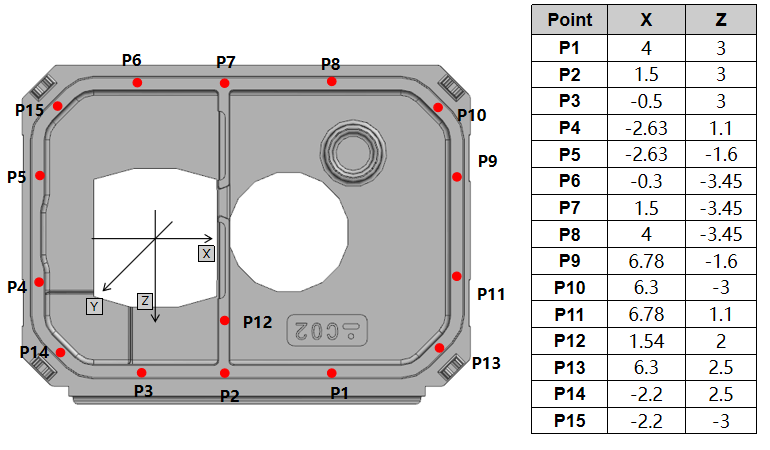 P6 P7 P8
P15 P10
P5 P9
X
Y Z
P4 P11
P12
-CO2
P14 P13
P3 P2 P1
Point X Z
P1 4 3
P2 1.5 3
P3 -0.5 3
P4 -2.63 1.1
P5 -2.63 -1.6
P6 -0.3 -3.45
P7 1.5 -3.45
P8 4 -3.45
P9 6.78 -1.6
P10 6.3 -3
P11 6.78 1.1
P12 1.54 2
P13 6.3 2.5
P14 -2.2 2.5
P15 -2.2 -3